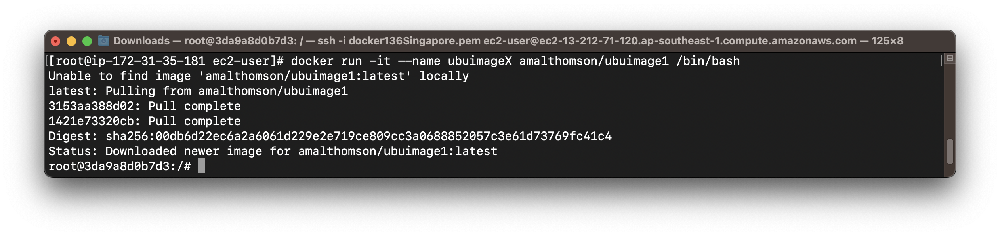 Downloads — root@3da9a8d0b7d3: / — ssh -i docker136Singapore.pem ec2-user@ec2-13-212-71-120.ap-southeast-1.compute.amazonaws.com — 125×8
[[root@ip-172-31-35-181 ec2-user]# docker run -it --name ubuimageX amalthomson/ubuimage1 /bin/bash ]
Unable to find image 'amalthomson/ubuimage1:latest' locally
latest: Pulling from amalthomson/ubuimage1
3153aa388d02: Pull complete
1421e73320cb: Pull complete
Digest: sha256:00db6d22ec6a2a6061d229e2e719ce809cc3a0688852057c3e61d73769fc41c4
Status: Downloaded newer image for amalthomson/ubuimage1:latest
root@3da9a8d0b7d3:/#